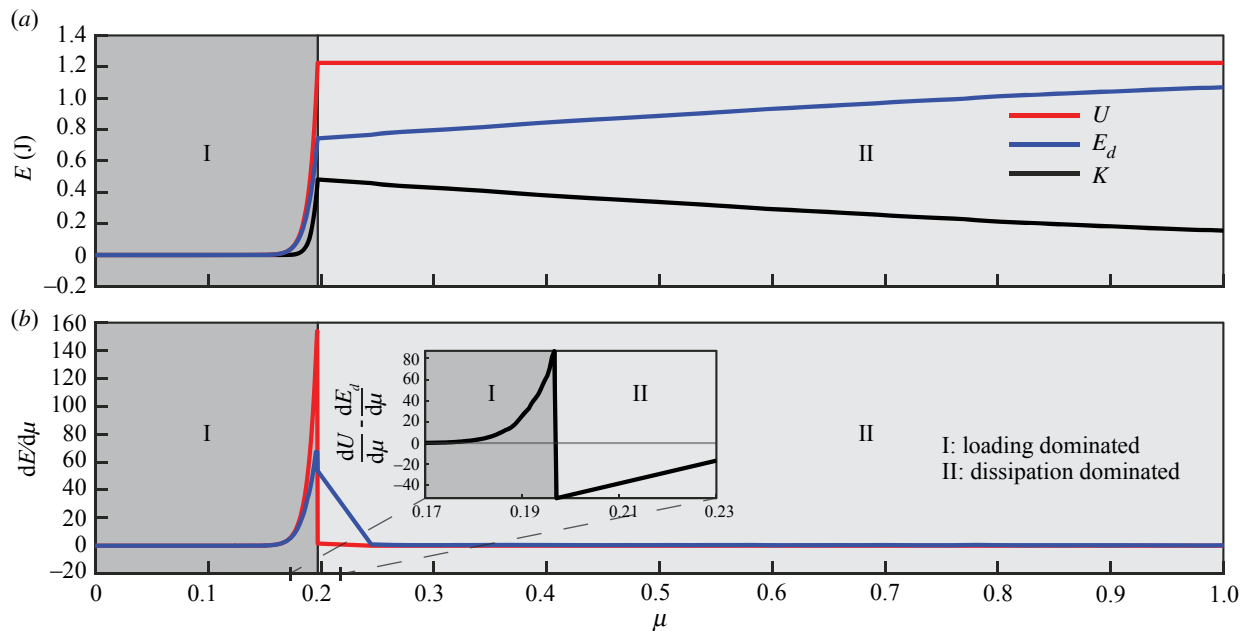 (a)
1.4
1.2
1.0
0.8
0.6
0.4
0.2
0
–0.2
E (J)
I
II
U
E_d
K
(b)
160
140
120
100
80
60
40
20
0
–20
dE/dμ
I
II
I: loading dominated
II: dissipation dominated
dU/dμ - dE_d/dμ
80
60
40
20
0
–20
–40
I
II
0.17 0.19 0.21 0.23
0 0.1 0.2 0.3 0.4 0.5 0.6 0.7 0.8 0.9 1.0
μ